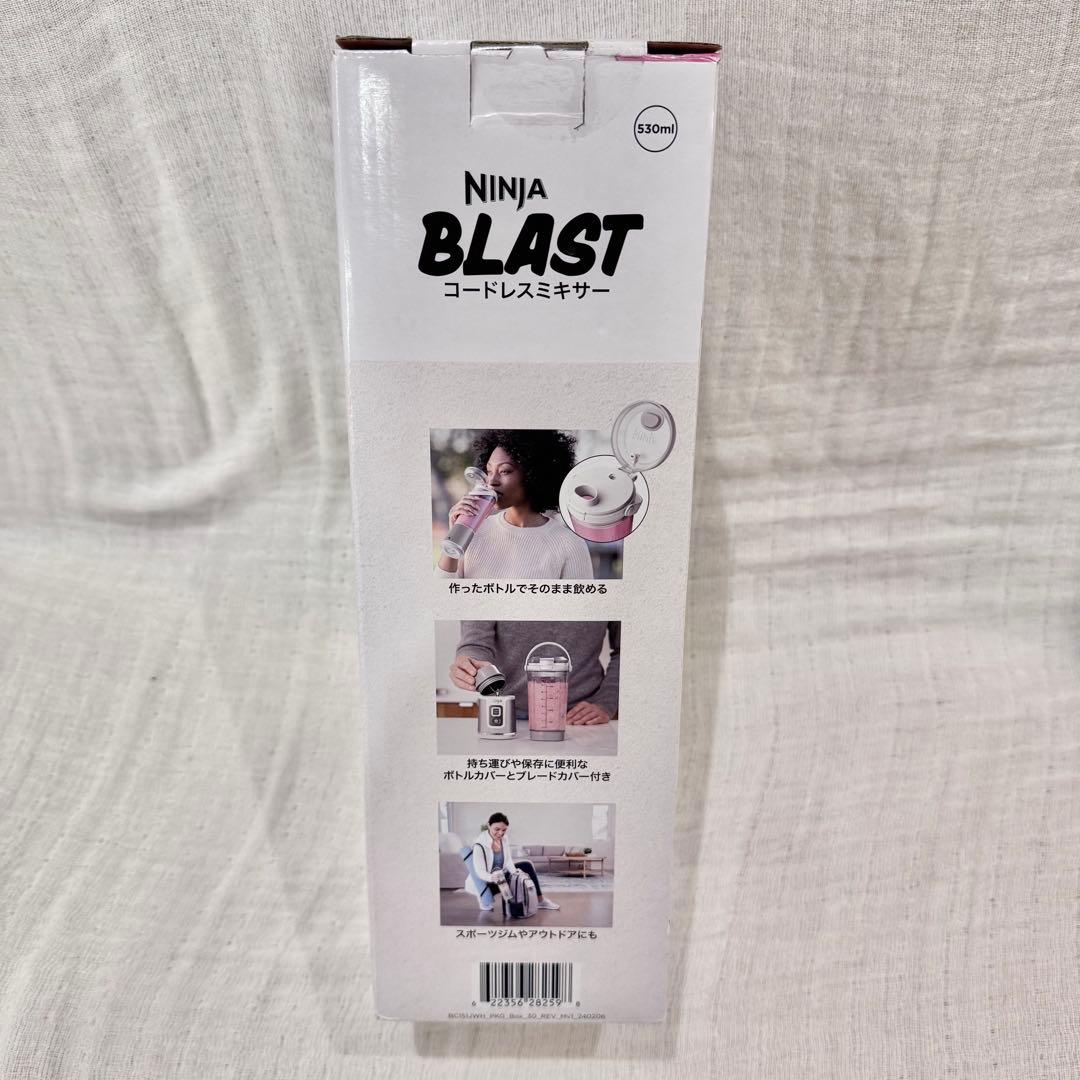 530ml
NINJA
BLAST
コードレスミキサー
NINJA
作ったボトルでそのまま飲める
持ち運びや保存に便利な
ボトルカバーとブレードカバー付き
スポーツジムやアウトドアにも
6 22356 28259 8
BC151JWH_PKG_Box_30_REV_Mv1_240206